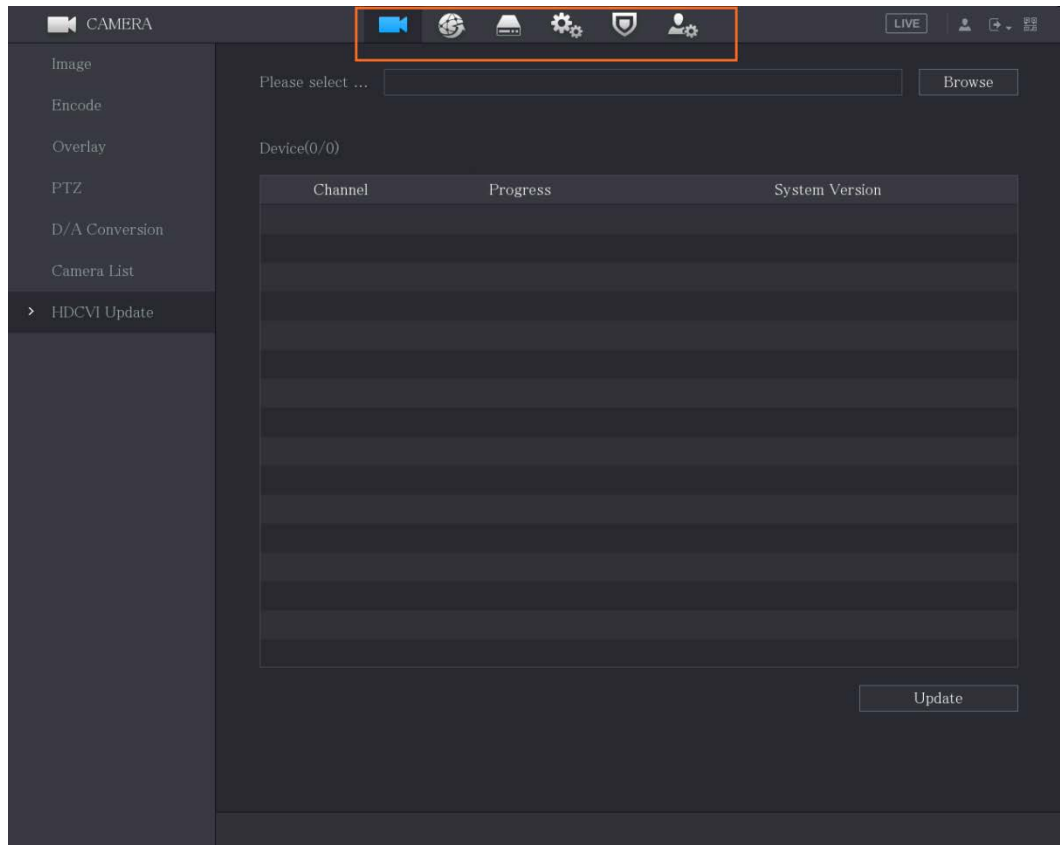 CAMERA
LIVE
Image
Encode
Overlay
PTZ
D/A Conversion
Camera List
HDCVI Update
Please select ...
Browse
Device(0/0)
Channel Progress System Version
Update